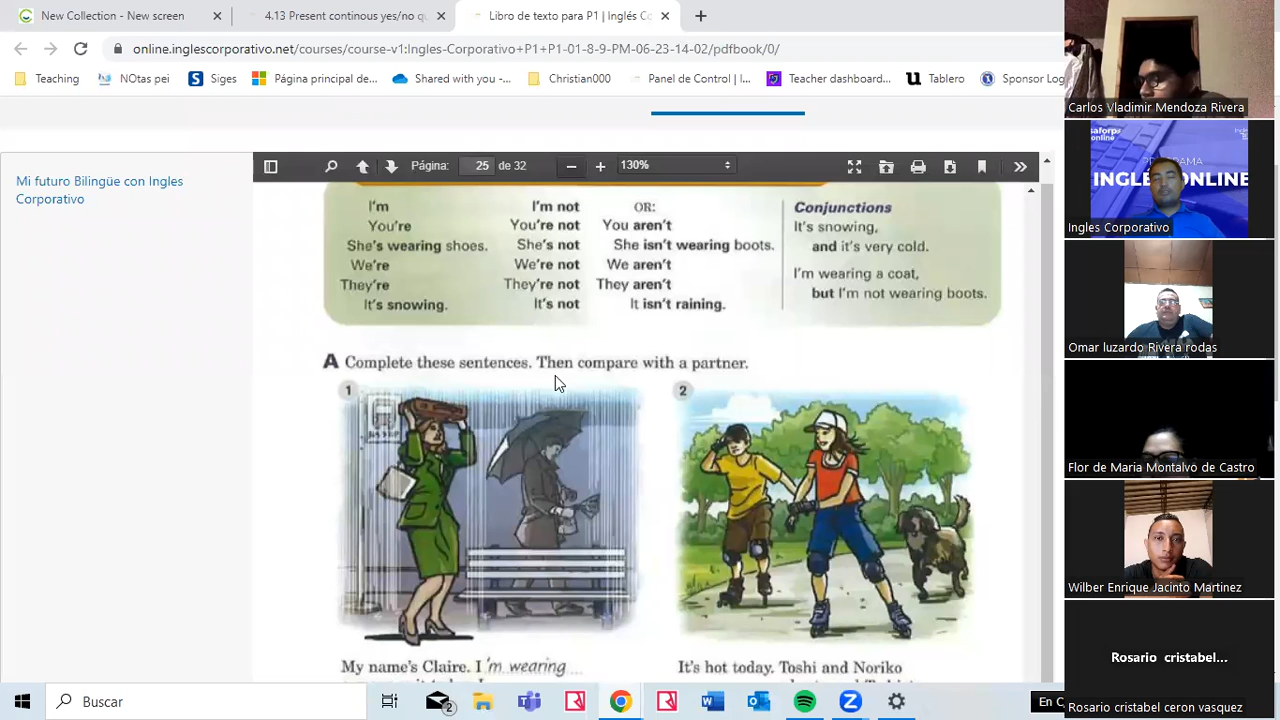 New Collection - New screen
4.13 Present continous yes/no qu
Libro de texto para P1 | Inglés Co
online.inglescorporativo.net/courses/course-v1:Ingles-Corporativo+P1+P1-01-8-9-PM-06-23-14-02/pdfbook/0/
Teaching
NOtas pei
Siges
Página principal de...
Shared with you -...
Christian000
Panel de Control | I...
Teacher dashboard...
Tablero
Sponsor Log
Mi futuro Bilingüe con Ingles
Corporativo
Página: 25 de 32
130%
I'm I'm not OR:
You're You're not You aren't
She's wearing shoes. She's not She isn't wearing boots.
We're We're not We aren't
They're They're not They aren't
It's snowing. It's not It isn't raining.
Conjunctions
It's snowing,
and it's very cold.
I'm wearing a coat,
but I'm not wearing boots.
A Complete these sentences. Then compare with a partner.
1
2
My name's Claire. I 'm wearing....
It's hot today. Toshi and Noriko
Buscar
2
En C
Carlos Vladimir Mendoza Rivera
online
INGLÉ
ONLINE
Ingles Corporativo
Omar luzardo Rivera rodas
Flor de Maria Montalvo de Castro
Wilber Enrique Jacinto Martinez
Rosario cristabel...
Rosario cristabel ceron vasquez